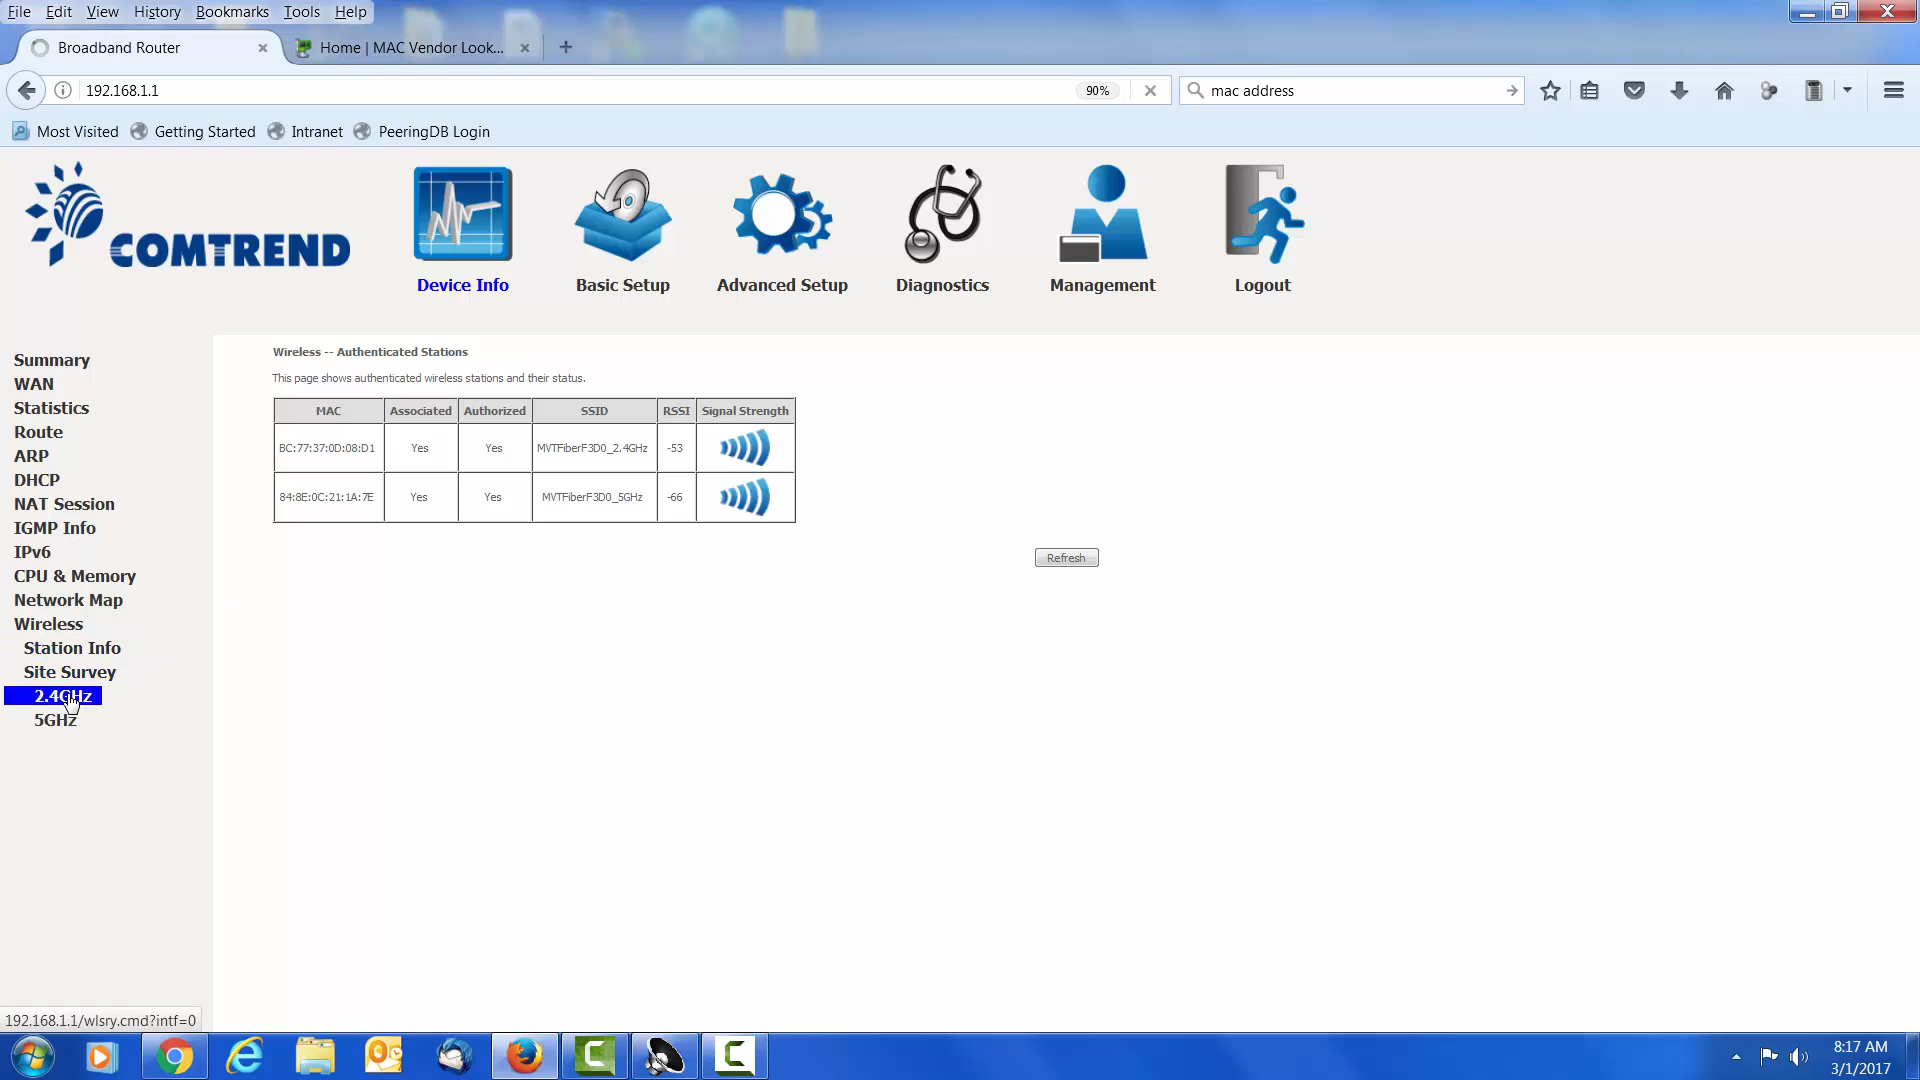 File Edit View History Bookmarks Tools Help
Broadband Router
Home | MAC Vendor Look...
192.168.1.1
90%
mac address
Most Visited Getting Started Intranet PeeringDB Login
COMTREND
Device Info Basic Setup Advanced Setup Diagnostics Management Logout
Summary
WAN
Statistics
Route
ARP
DHCP
NAT Session
IGMP Info
IPv6
CPU & Memory
Network Map
Wireless
Station Info
Site Survey
2.4GHz
5GHz
Wireless -- Authenticated Stations
This page shows authenticated wireless stations and their status.
MAC Associated Authorized SSID RSSI Signal Strength
BC:77:37:0D:08:D1 Yes Yes MVTFiberF3D0_2.4GHz -53
84:8E:0C:21:1A:7E Yes Yes MVTFiberF3D0_5GHz -66
Refresh
192.168.1.1/wlsry.cmd?intf=0
8:17 AM
3/1/2017